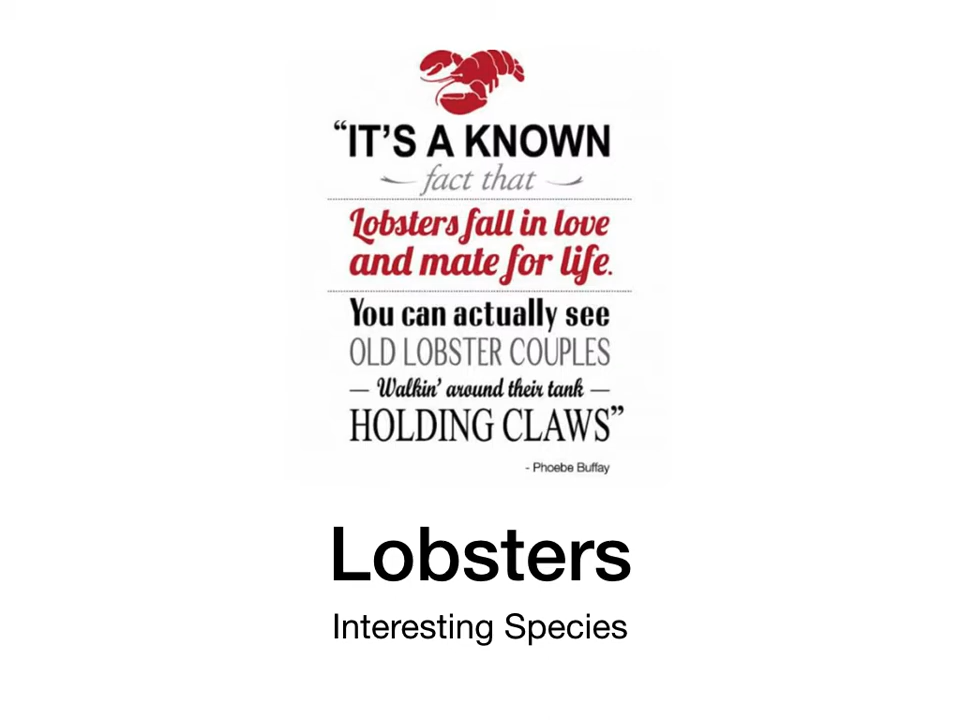 “IT’S A KNOWN
fact that
Lobsters fall in love
and mate for life.
You can actually see
OLD LOBSTER COUPLES
— Walkin’ around their tank —
HOLDING CLAWS”
- Phoebe Buffay
Lobsters
Interesting Species